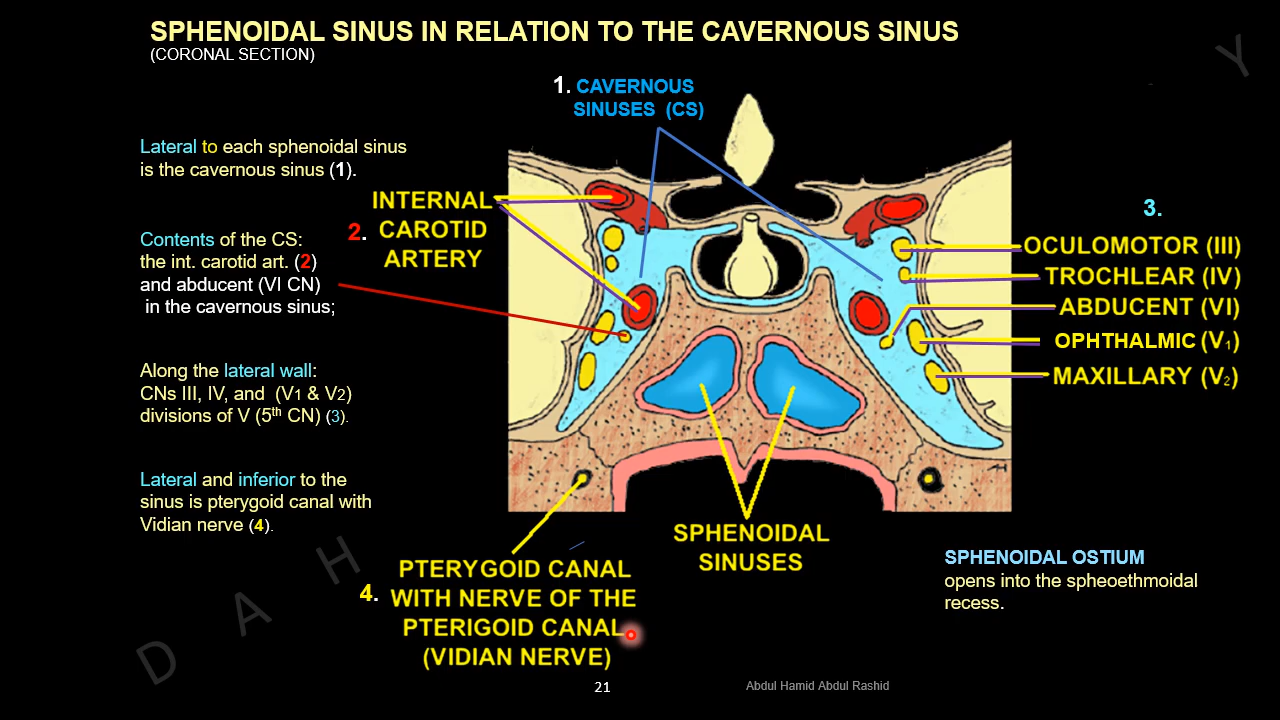 SPHENOIDAL SINUS IN RELATION TO THE CAVERNOUS SINUS
(CORONAL SECTION)
1. CAVERNOUS
SINUSES (CS)
Lateral to each sphenoidal sinus
is the cavernous sinus (1).
INTERNAL
2. CAROTID
ARTERY
Contents of the CS:
the int. carotid art. (2)
and abducent (VI CN)
in the cavernous sinus;
Along the lateral wall:
CNs III, IV, and (V1 & V2)
divisions of V (5th CN) (3).
Lateral and inferior to the
sinus is pterygoid canal with
Vidian nerve (4).
3.
OCULOMOTOR (III)
TROCHLEAR (IV)
ABDUCENT (VI)
OPHTHALMIC (V1)
MAXILLARY (V2)
SPHENOIDAL
SINUSES
PTERYGOID CANAL
4. WITH NERVE OF THE
PTERIGOID CANAL
(VIDIAN NERVE)
SPHENOIDAL OSTIUM
opens into the spheoethmoidal
recess.
21
Abdul Hamid Abdul Rashid
D A H Y